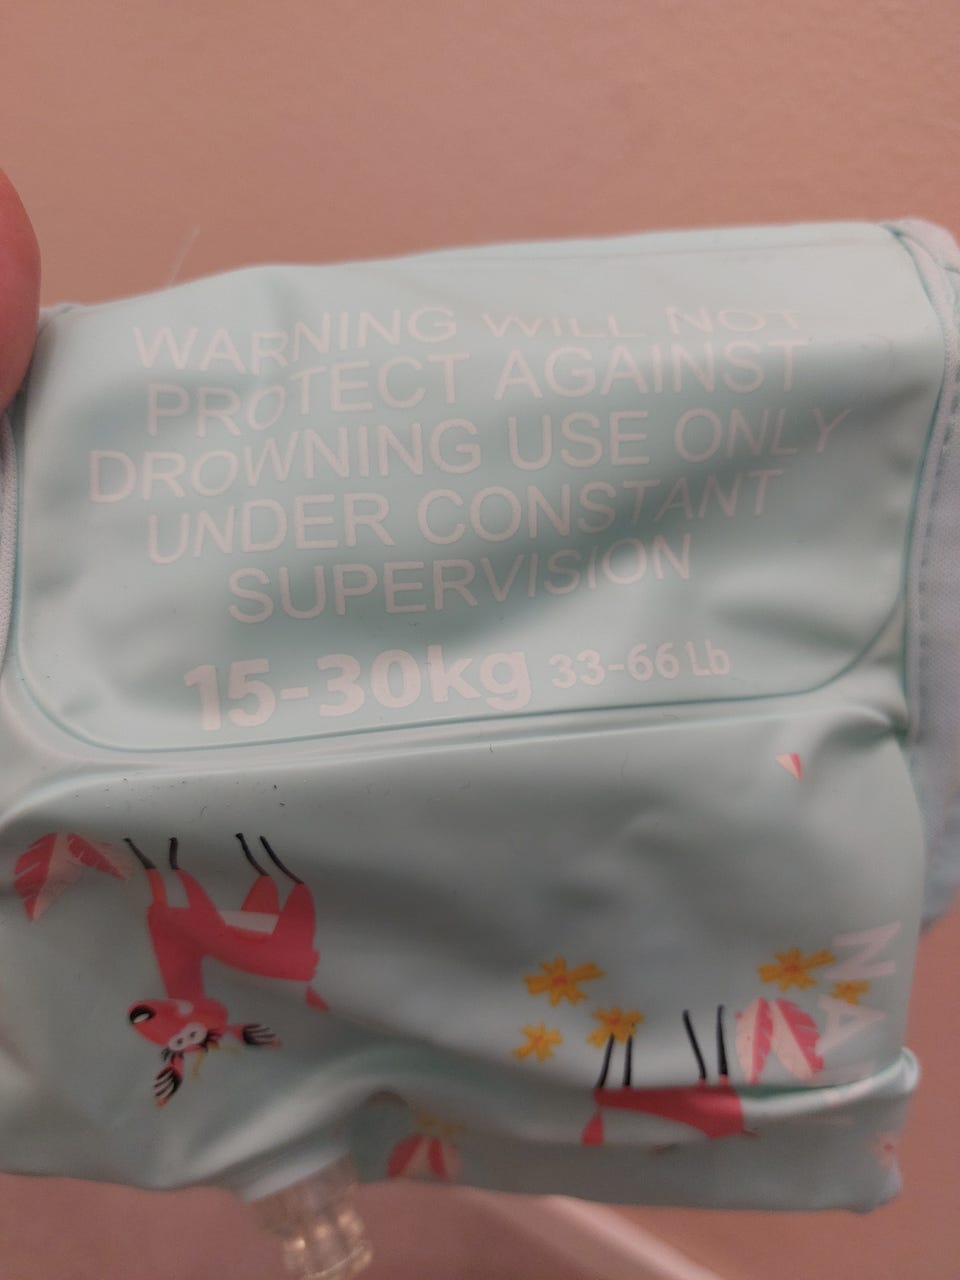 WARNING WILL NOT
PROTECT AGAINST
DROWNING USE ONLY
UNDER CONSTANT
SUPERVISION
15-30kg 33-66 Lb